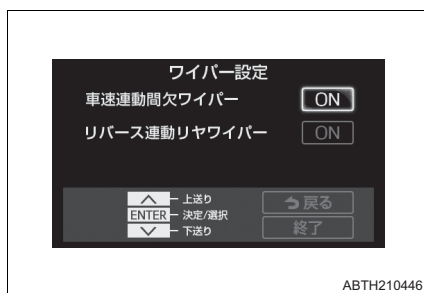 ワイパー設定
車速連動間欠ワイパー ON
リバース連動リヤワイパー ON
上送り
ENTER 決定/選択
下送り
戻る
終了
ABTH210446